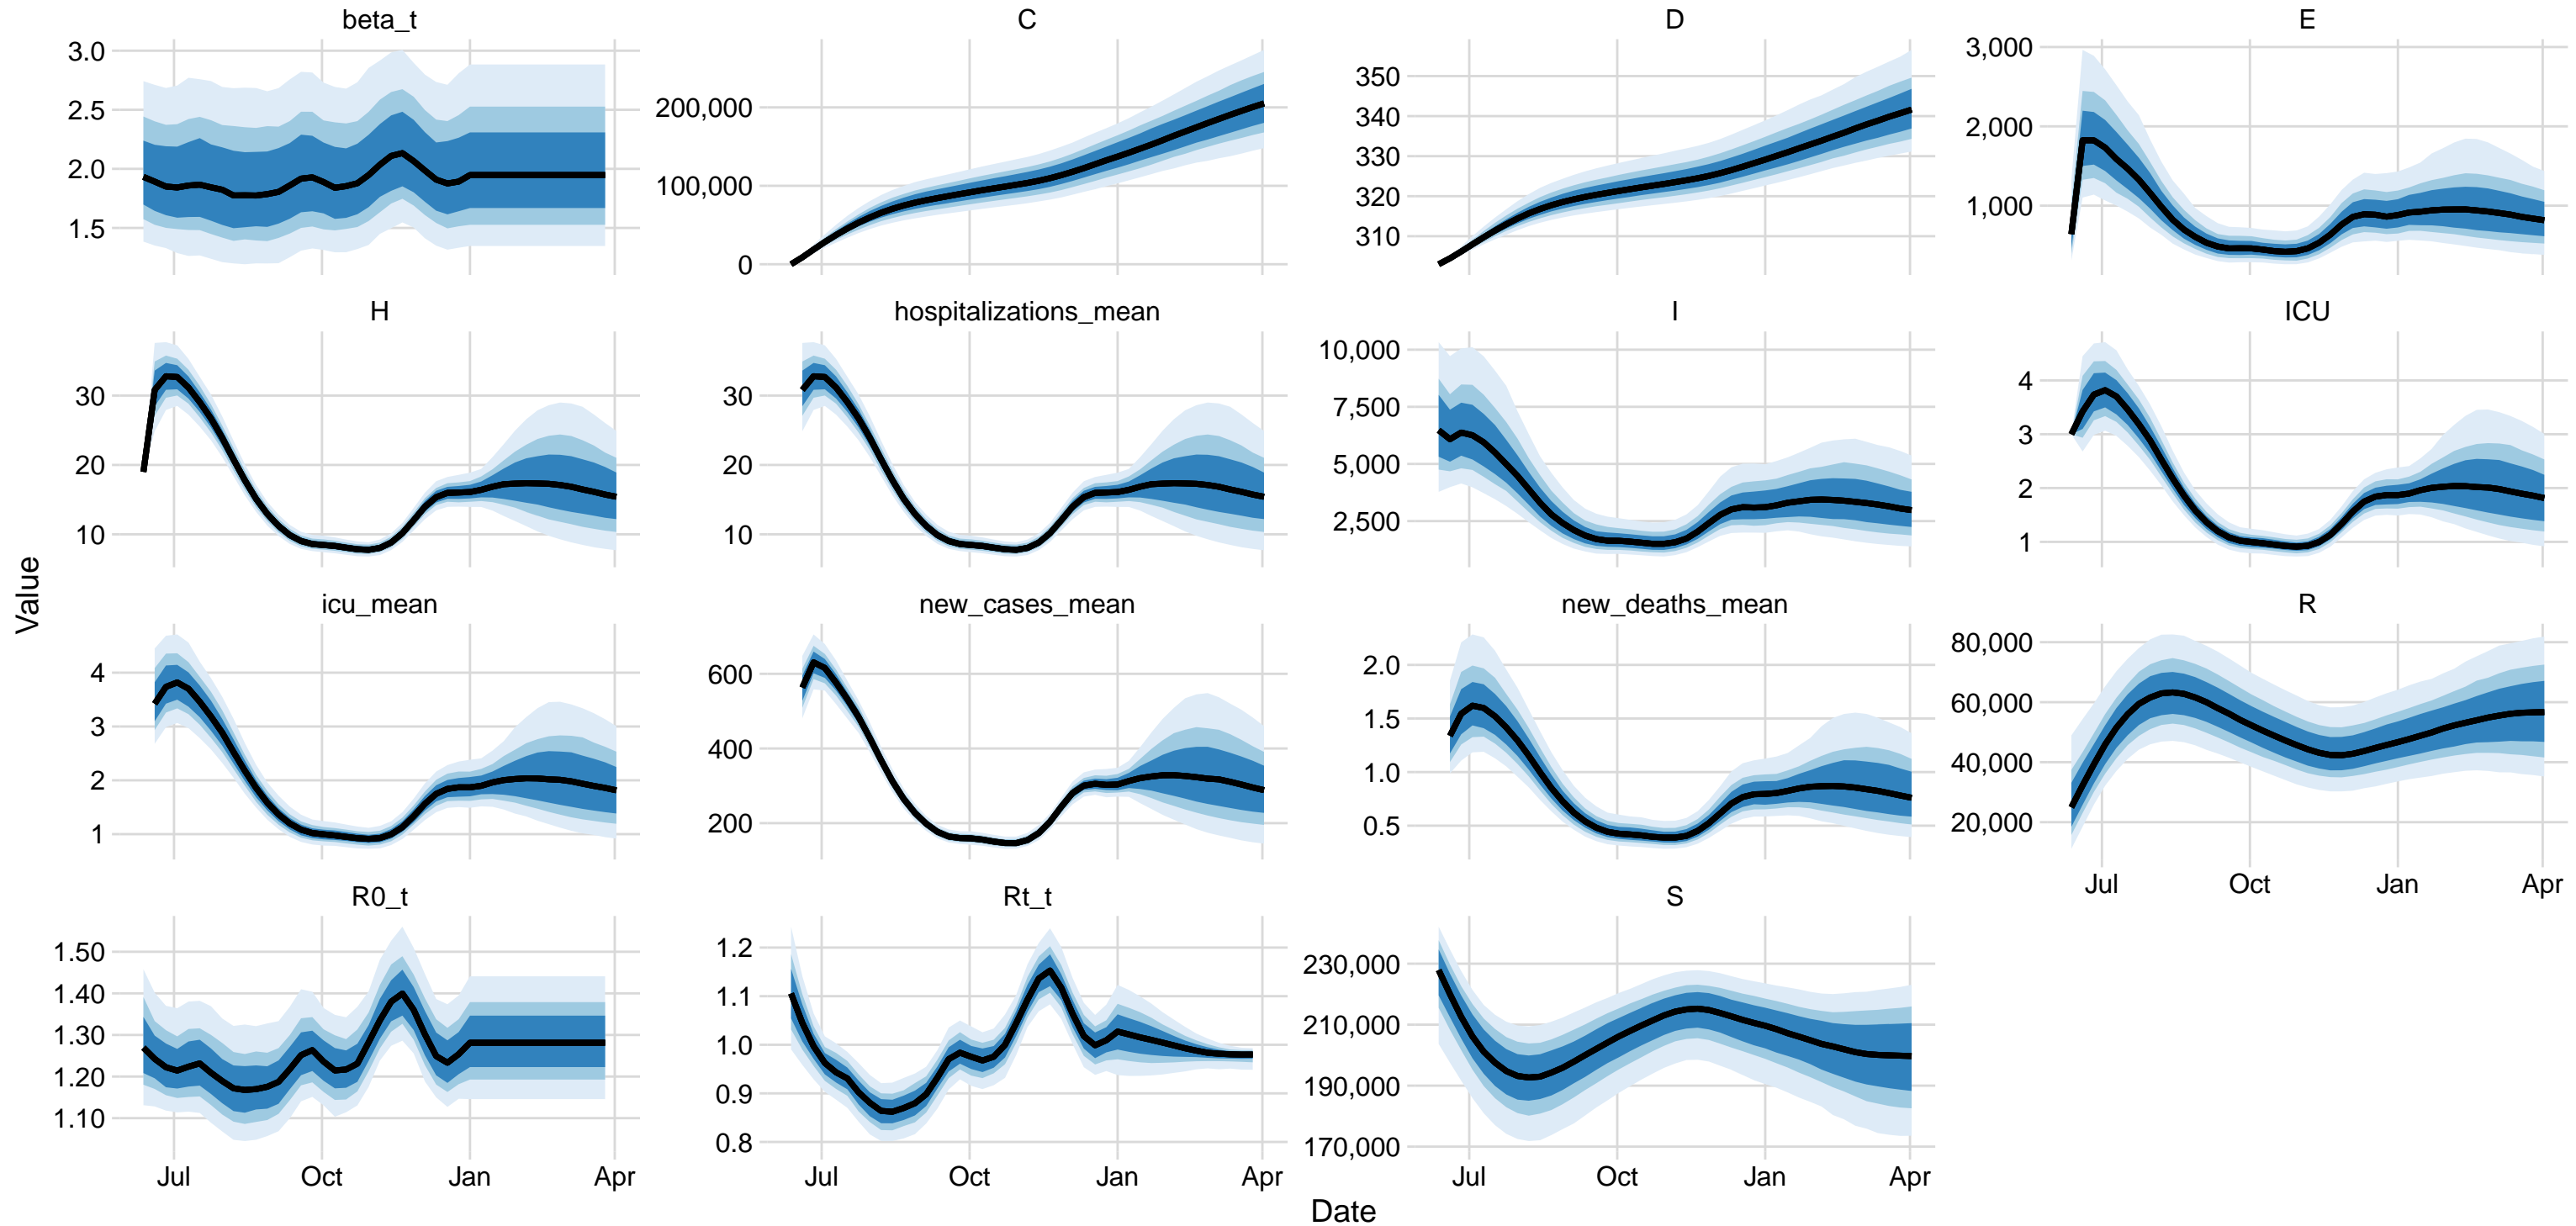 beta_t
C
D
E
3.0
2.5
2.0
1.5
200,000
100,000
0
350
340
330
320
310
3,000
2,000
1,000
H
hospitalizations_mean
I
ICU
30
20
10
30
20
10
10,000
7,500
5,000
2,500
4
3
2
1
Value
icu_mean
new_cases_mean
new_deaths_mean
R
4
3
2
1
600
400
200
2.0
1.5
1.0
0.5
80,000
60,000
40,000
20,000
Jul Oct Jan Apr
R0_t
Rt_t
S
1.50
1.40
1.30
1.20
1.10
1.2
1.1
1.0
0.9
0.8
230,000
210,000
190,000
170,000
Jul Oct Jan Apr
Jul Oct Jan Apr
Jul Oct Jan Apr
Date